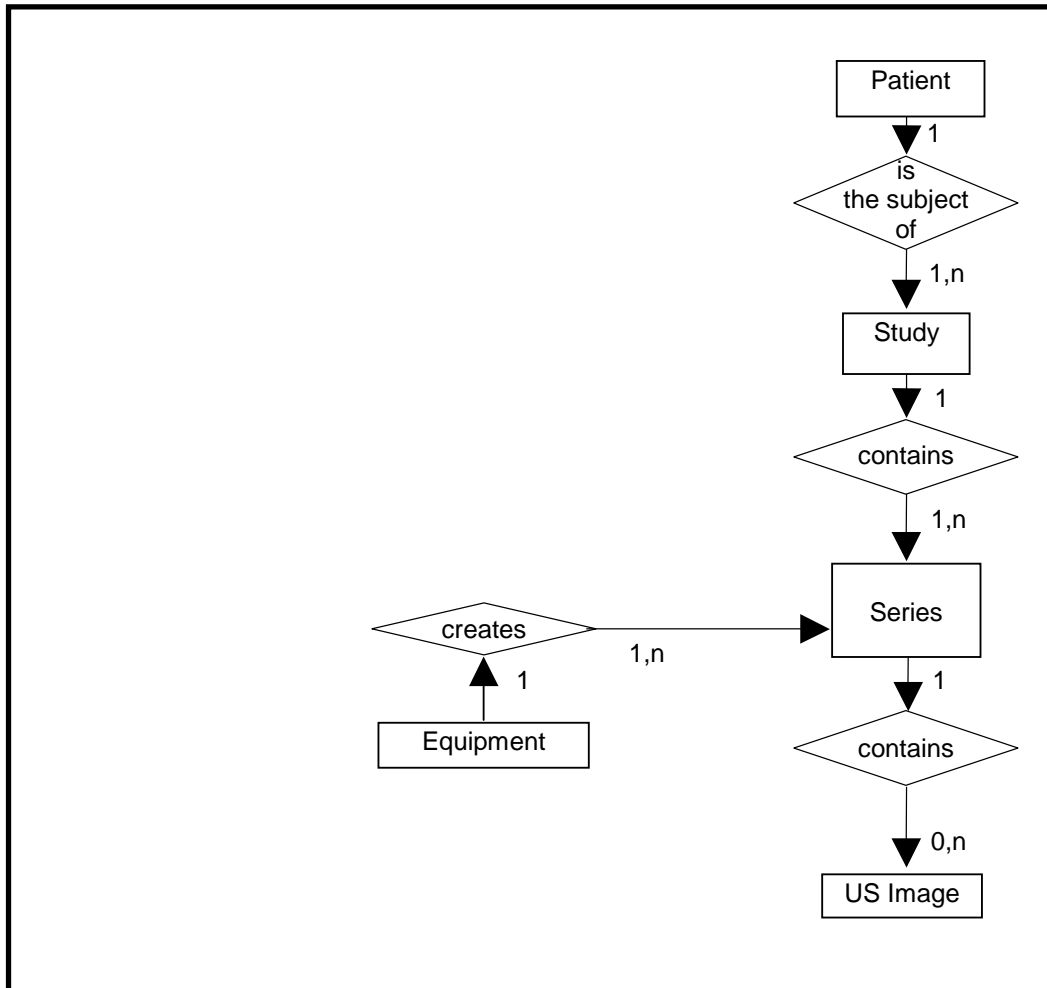 Patient
1
is
the subject
of
1,n
Study
1
contains
1,n
Series
creates
1,n
1
1
Equipment
contains
0,n
US Image